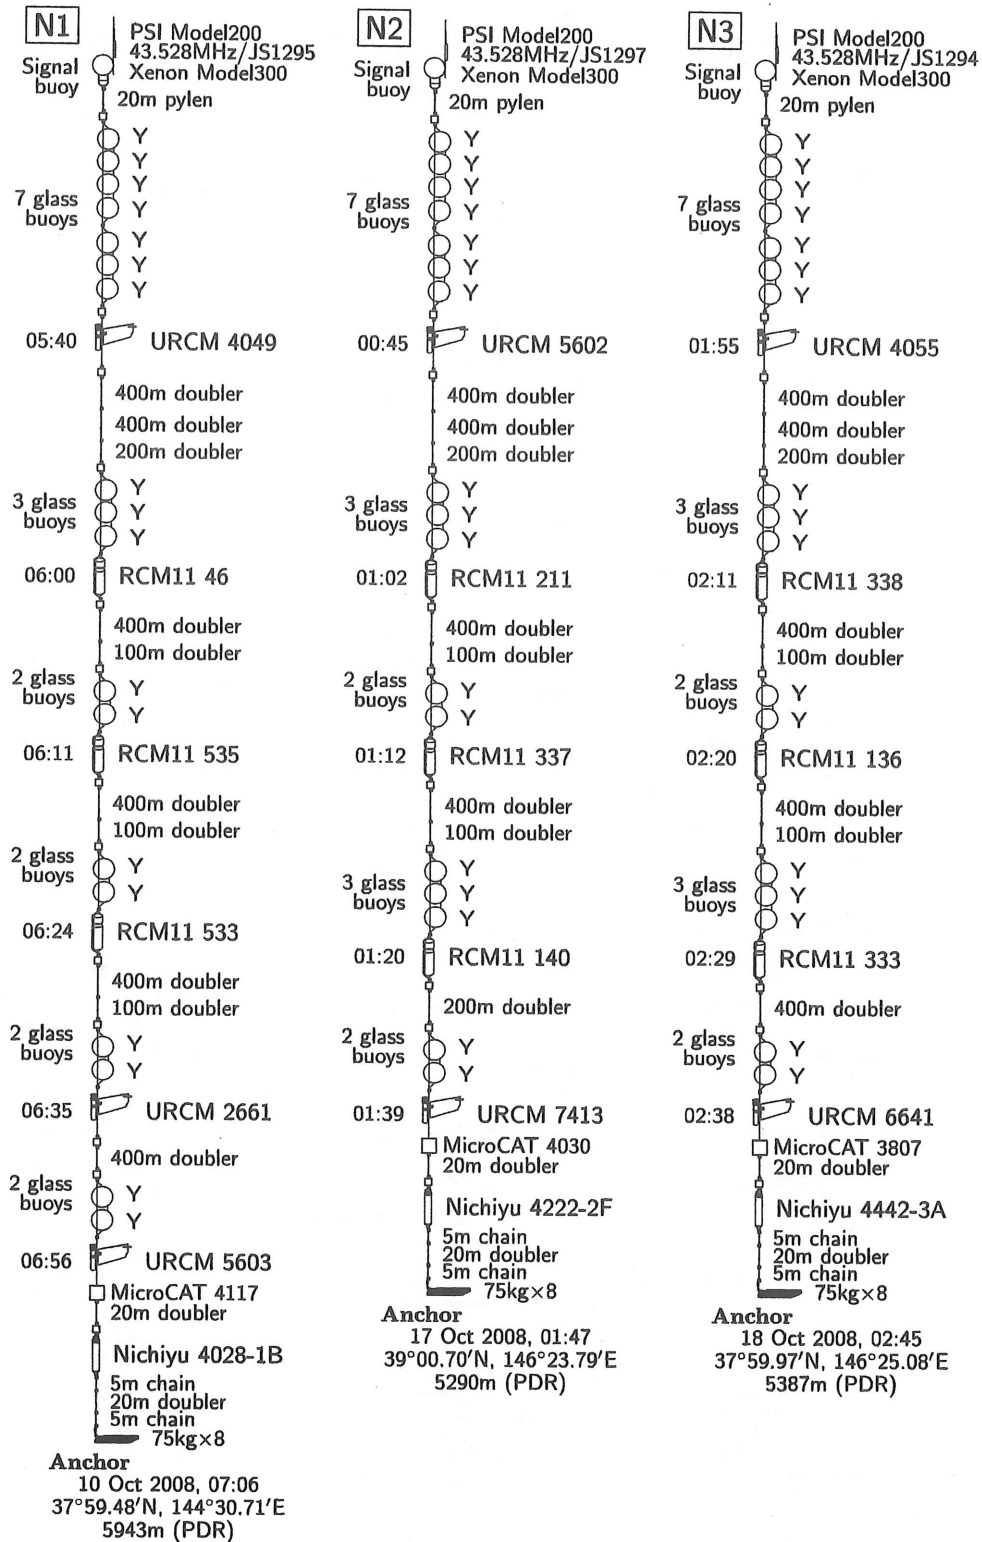 N1
PSI Model200
43.528MHz/JS1295
Xenon Model300
Signal
buoy
20m pylen
Y
Y
Y
Y
Y
Y
Y
7 glass
buoys
05:40
URCM 4049
400m doubler
400m doubler
200m doubler
3 glass
buoys
Y
Y
Y
06:00
RCM11 46
400m doubler
100m doubler
2 glass
buoys
Y
Y
06:11
RCM11 535
400m doubler
100m doubler
2 glass
buoys
Y
Y
06:24
RCM11 533
400m doubler
100m doubler
2 glass
buoys
Y
Y
06:35
URCM 2661
400m doubler
2 glass
buoys
Y
Y
06:56
URCM 5603
MicroCAT 4117
20m doubler
Nichiyu 4028-1B
5m chain
20m doubler
5m chain
75kg×8
Anchor
10 Oct 2008, 07:06
37°59.48′N, 144°30.71′E
5943m (PDR)
N2
PSI Model200
43.528MHz/JS1297
Xenon Model300
Signal
buoy
20m pylen
Y
Y
Y
Y
Y
Y
Y
7 glass
buoys
00:45
URCM 5602
400m doubler
400m doubler
200m doubler
3 glass
buoys
Y
Y
Y
01:02
RCM11 211
400m doubler
100m doubler
2 glass
buoys
Y
Y
01:12
RCM11 337
400m doubler
100m doubler
3 glass
buoys
Y
Y
Y
01:20
RCM11 140
200m doubler
2 glass
buoys
Y
Y
01:39
URCM 7413
MicroCAT 4030
20m doubler
Nichiyu 4222-2F
5m chain
20m doubler
5m chain
75kg×8
Anchor
17 Oct 2008, 01:47
39°00.70′N, 146°23.79′E
5290m (PDR)
N3
PSI Model200
43.528MHz/JS1294
Xenon Model300
Signal
buoy
20m pylen
Y
Y
Y
Y
Y
Y
Y
7 glass
buoys
01:55
URCM 4055
400m doubler
400m doubler
200m doubler
3 glass
buoys
Y
Y
Y
02:11
RCM11 338
400m doubler
100m doubler
2 glass
buoys
Y
Y
02:20
RCM11 136
400m doubler
100m doubler
3 glass
buoys
Y
Y
Y
02:29
RCM11 333
400m doubler
2 glass
buoys
Y
Y
02:38
URCM 6641
MicroCAT 3807
20m doubler
Nichiyu 4442-3A
5m chain
20m doubler
5m chain
75kg×8
Anchor
18 Oct 2008, 02:45
37°59.97′N, 146°25.08′E
5387m (PDR)